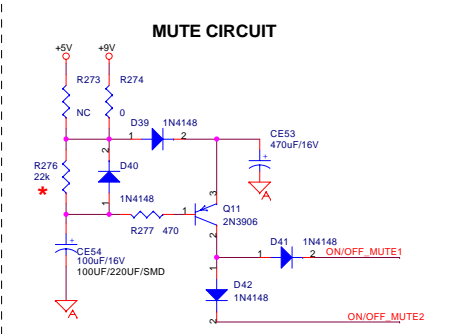 MUTE CIRCUIT
+5V +9V
R273 R274
NC 0
D39 1N4148
1 2
CE53
470uF/16V
R276
22k
*
2
D40
1
1N4148
A
3
1
Q11
2N3906
R277 470
2
D41 1N4148
1 2 ON/OFF_MUTE1
CE54
100uF/16V
100UF/220UF/SMD
1
D42
1N4148
2
ON/OFF_MUTE2
A